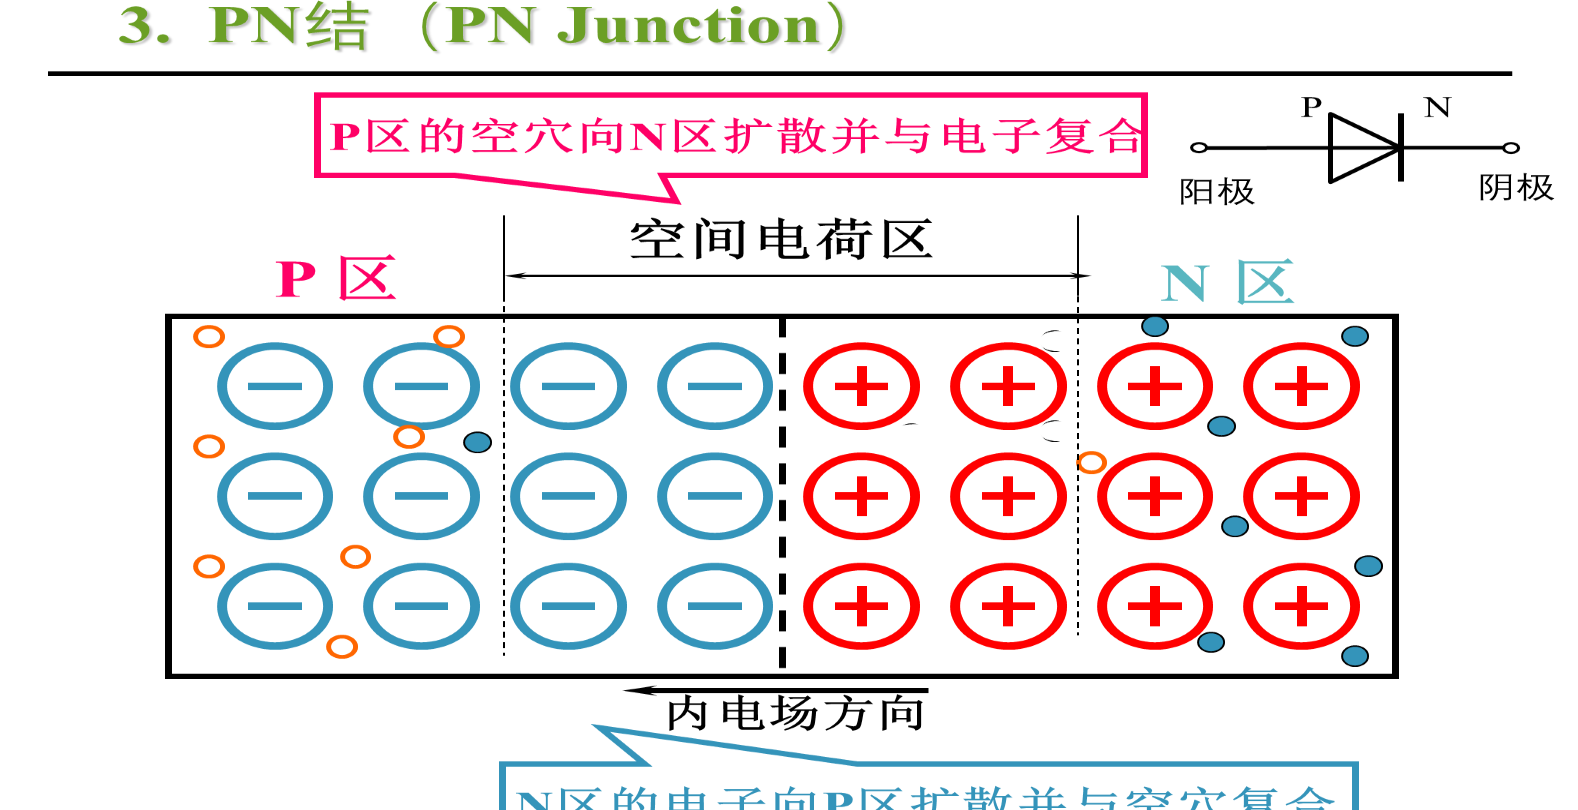 3. PN结 （PN Junction）
P区的空穴向N区扩散并与电子复合
P N
阳极 阴极
空间电荷区
P 区
N 区
内电场方向
N区的电子向P区扩散并与空穴复合